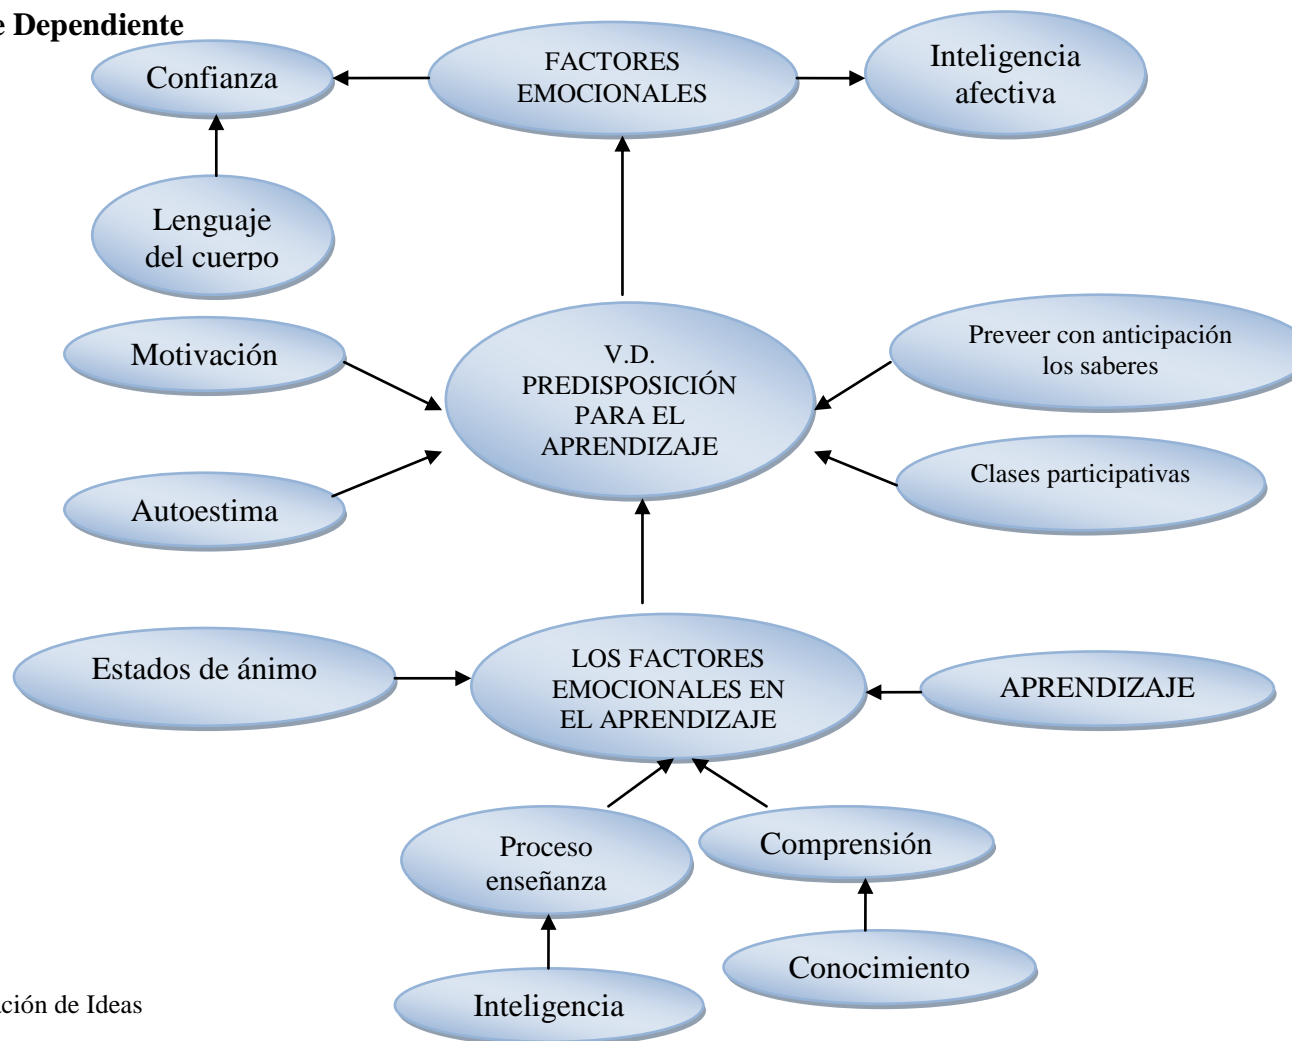 e Dependiente
Confianza
FACTORES
EMOCIONALES
Inteligencia
afectiva
Lenguaje
del cuerpo
Motivación
V.D.
PREDISPOSICIÓN
PARA EL
APRENDIZAJE
Preveer con anticipación
los saberes
Autoestima
Clases participativas
Estados de ánimo
LOS FACTORES
EMOCIONALES EN
EL APRENDIZAJE
APRENDIZAJE
Proceso
enseñanza
Comprensión
Inteligencia
Conocimiento
ación de Ideas